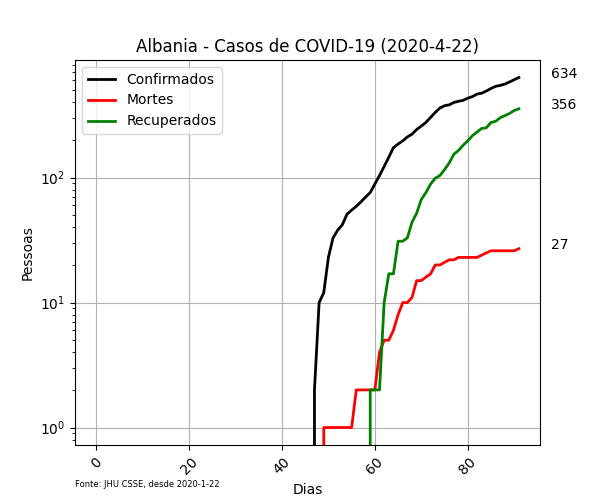 Albania - Casos de COVID-19 (2020-4-22)
Confirmados
Mortes
Recuperados
634
356
27
10²
10¹
10⁰
Pessoas
0 20 40 60 80
Dias
Fonte: JHU CSSE, desde 2020-1-22